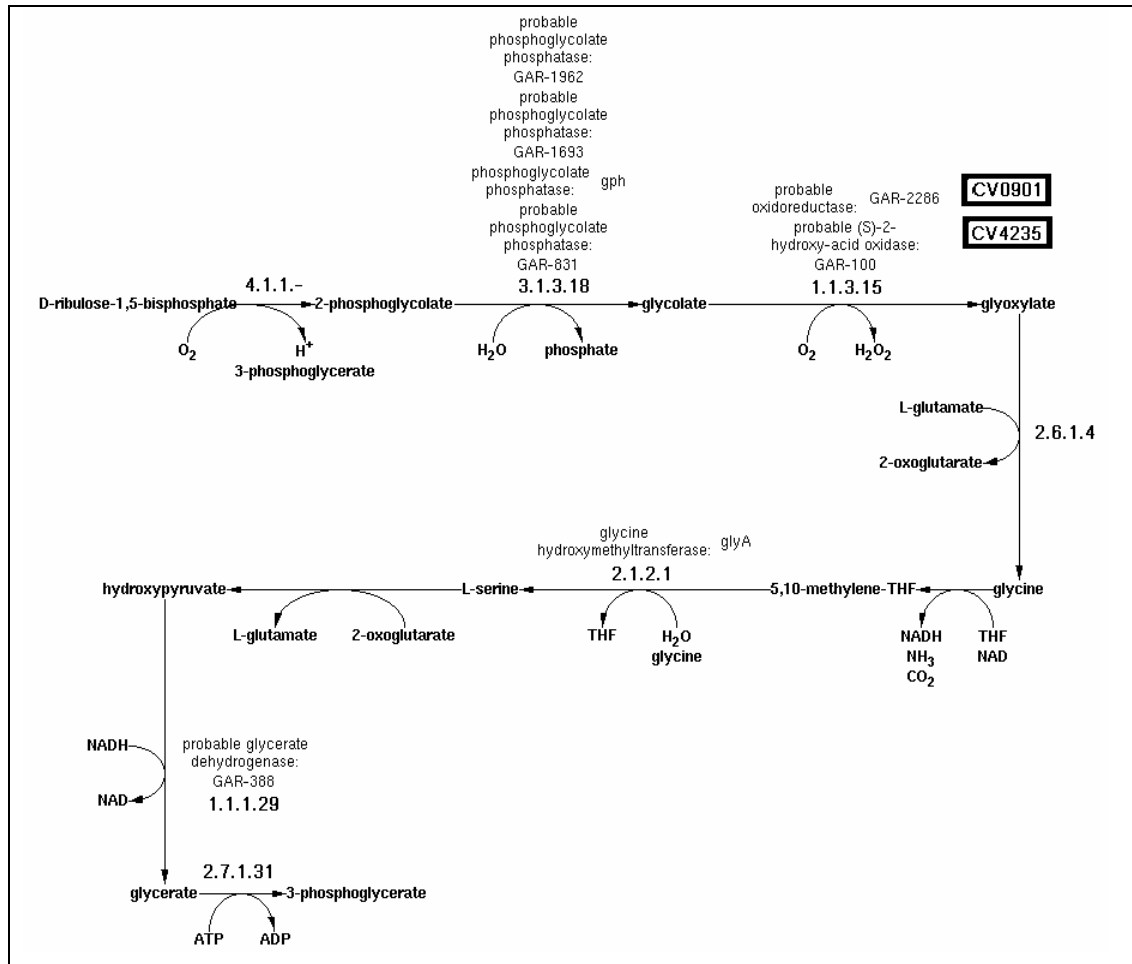 probable
phosphoglycolate
phosphatase:
GAR-1962
probable
phosphoglycolate
phosphatase:
GAR-1693
phosphoglycolate
phosphatase: gph
probable
phosphoglycolate
phosphatase:
GAR-831
3.1.3.18
probable
oxidoreductase: GAR-2286
probable (S)-2-
hydroxy-acid oxidase:
GAR-100
1.1.3.15
CV0901
CV4235
4.1.1.-
D-ribulose-1,5-bisphosphate 2-phosphoglycolate glycolate glyoxylate
O2 H+
3-phosphoglycerate
H2O phosphate
O2 H2O2
L-glutamate
2.6.1.4
2-oxoglutarate
glycine
hydroxymethyltransferase: glyA
2.1.2.1
hydroxypyruvate L-serine 5,10-methylene-THF glycine
L-glutamate 2-oxoglutarate
THF H2O
glycine
NADH THF
NH3 NAD
CO2
NADH
NAD
probable glycerate
dehydrogenase:
GAR-388
1.1.1.29
2.7.1.31
glycerate 3-phosphoglycerate
ATP ADP